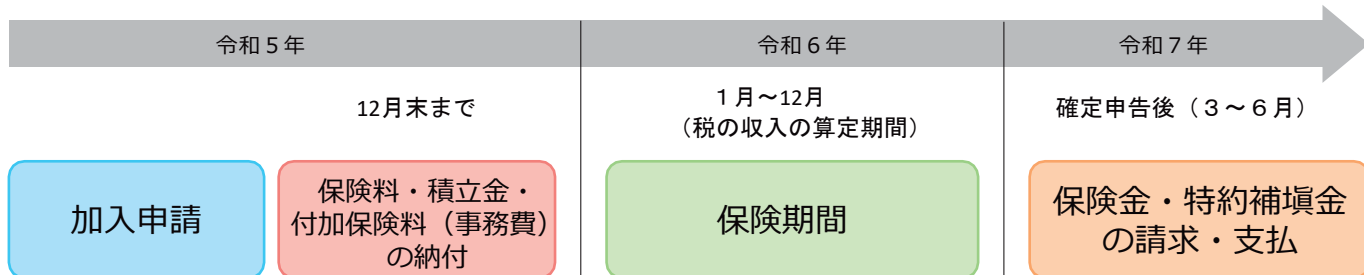 令和５年
令和６年
令和７年
12月末まで
１月～12月
（税の収入の算定期間）
確定申告後（３～６月）
加入申請
保険料・積立金・
付加保険料（事務費）
の納付
保険期間
保険金・特約補填金
の請求・支払